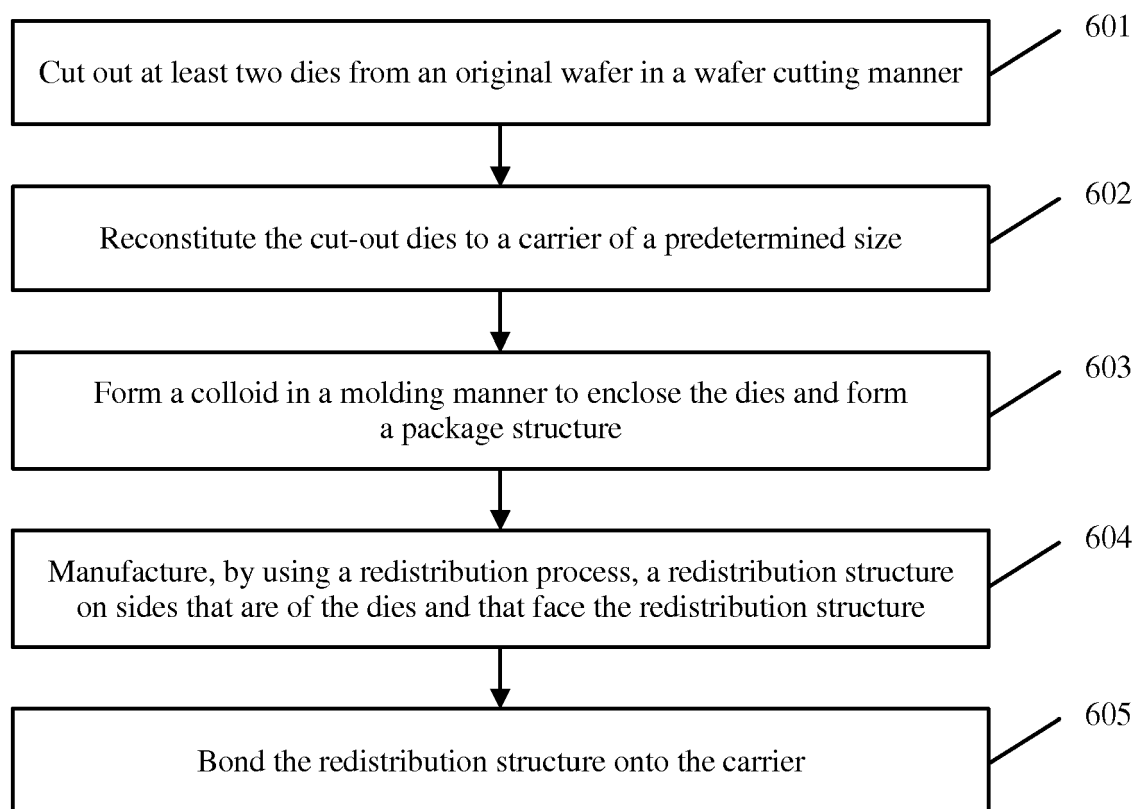 601
Cut out at least two dies from an original wafer in a wafer cutting manner
602
Reconstitute the cut-out dies to a carrier of a predetermined size
603
Form a colloid in a molding manner to enclose the dies and form
a package structure
604
Manufacture, by using a redistribution process, a redistribution structure
on sides that are of the dies and that face the redistribution structure
605
Bond the redistribution structure onto the carrier